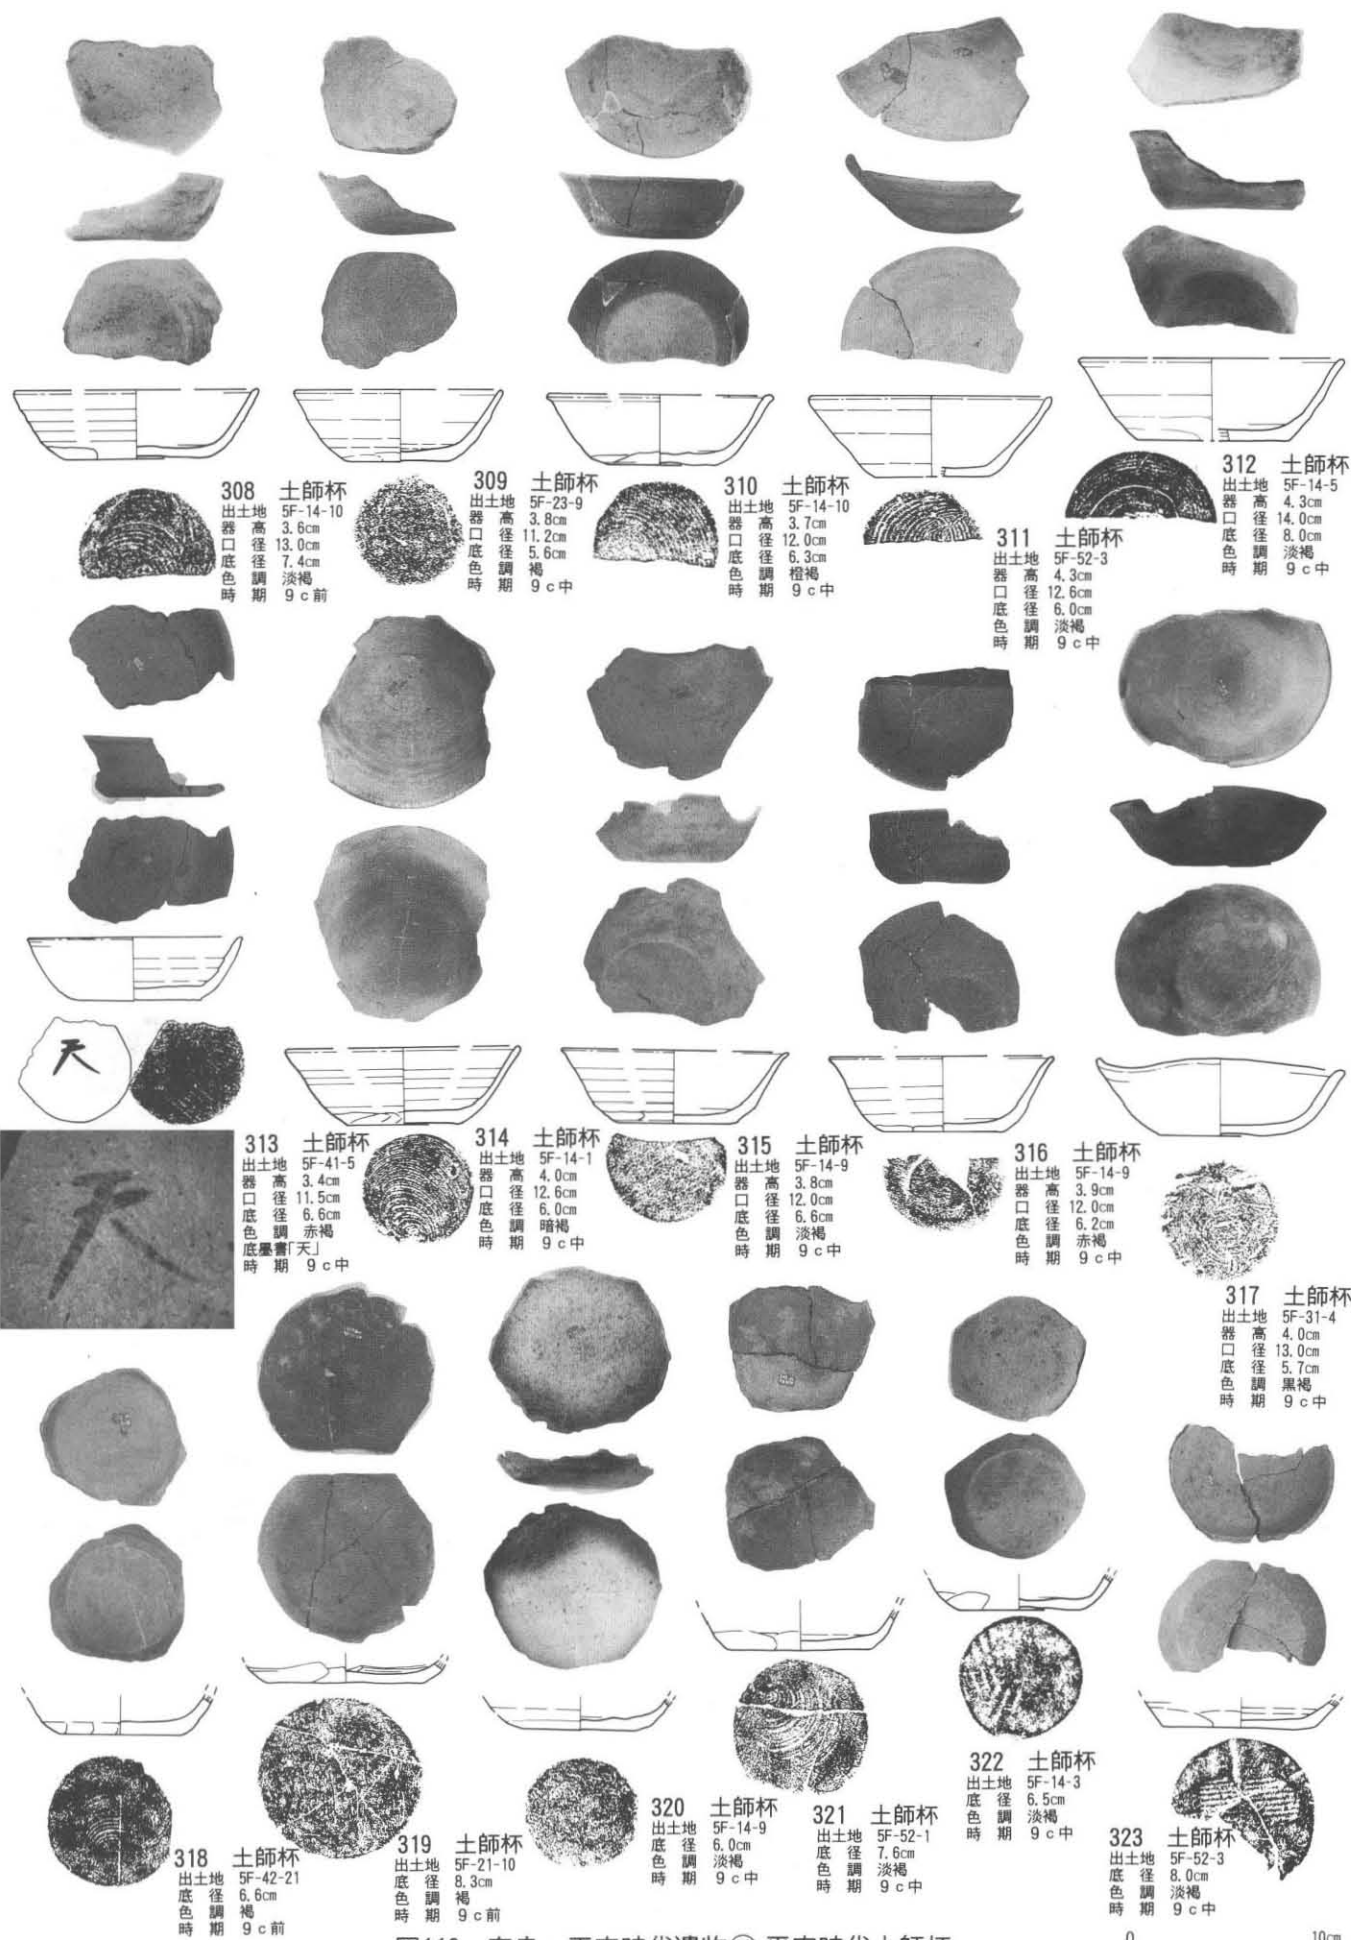 308 土師杯
出土地 5F-14-10
器高 3.6cm
口径 13.0cm
底径 7.4cm
色調 淡褐
時期 9c前
309 土師杯
出土地 5F-23-9
器高 3.8cm
口径 11.2cm
底径 5.6cm
色調 褐
時期 9c中
310 土師杯
出土地 5F-14-10
器高 3.7cm
口径 12.0cm
底径 6.3cm
色調 橙褐
時期 9c中
311 土師杯
出土地 5F-52-3
器高 4.3cm
口径 12.6cm
底径 6.0cm
色調 淡褐
時期 9c中
312 土師杯
出土地 5F-14-5
器高 4.3cm
口径 14.0cm
底径 8.0cm
色調 淡褐
時期 9c中
天
天
313 土師杯
出土地 5F-41-5
器高 3.4cm
口径 11.5cm
底径 6.6cm
色調 赤褐
底墨書「天」
時期 9c中
314 土師杯
出土地 5F-14-1
器高 4.0cm
口径 12.6cm
底径 6.0cm
色調 暗褐
時期 9c中
315 土師杯
出土地 5F-14-9
器高 3.8cm
口径 12.0cm
底径 6.6cm
色調 淡褐
時期 9c中
316 土師杯
出土地 5F-14-9
器高 3.9cm
口径 12.0cm
底径 6.2cm
色調 赤褐
時期 9c中
317 土師杯
出土地 5F-31-4
器高 4.0cm
口径 13.0cm
底径 5.7cm
色調 黒褐
時期 9c中
318 土師杯
出土地 5F-42-21
底径 6.6cm
色調 褐
時期 9c前
319 土師杯
出土地 5F-21-10
底径 8.3cm
色調 褐
時期 9c前
320 土師杯
出土地 5F-14-9
底径 6.0cm
色調 淡褐
時期 9c中
321 土師杯
出土地 5F-52-1
底径 7.6cm
色調 淡褐
時期 9c中
322 土師杯
出土地 5F-14-3
底径 6.5cm
色調 淡褐
時期 9c中
323 土師杯
出土地 5F-52-3
底径 8.0cm
色調 淡褐
時期 9c中
0 10cm